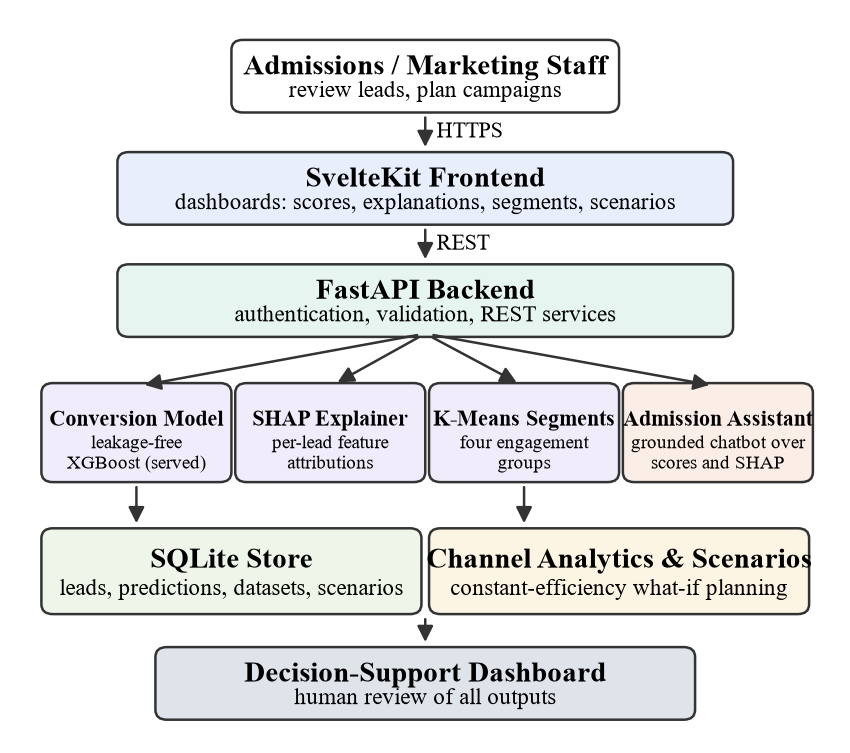 Admissions / Marketing Staff
review leads, plan campaigns
HTTPS
SvelteKit Frontend
dashboards: scores, explanations, segments, scenarios
REST
FastAPI Backend
authentication, validation, REST services
Conversion Model
leakage-free
XGBoost (served)
SHAP Explainer
per-lead feature
attributions
K-Means Segments
four engagement
groups
Admission Assistant
grounded chatbot over
scores and SHAP
SQLite Store
leads, predictions, datasets, scenarios
Channel Analytics & Scenarios
constant-efficiency what-if planning
Decision-Support Dashboard
human review of all outputs